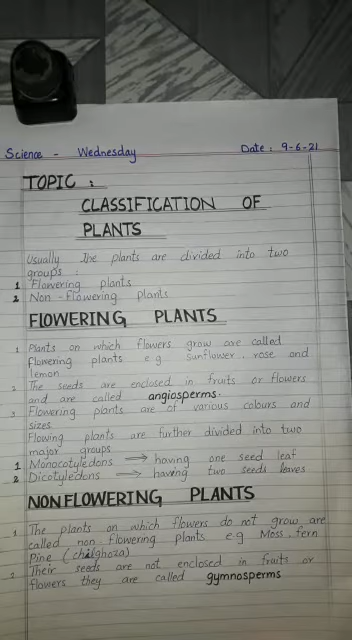 Science - Wednesday Date : 9-6-21
TOPIC :
CLASSIFICATION OF
PLANTS
Usually the plants are divided into two
groups :
1 Flowering plants
2 Non-Flowering plants
FLOWERING PLANTS
1 Plants on which flowers grow are called
flowering plants e.g sunflower, rose and
lemon
2 The seeds are enclosed in fruits or flowers
and are called angiosperms.
3 Flowering plants are of various colours and
sizes
Flowing plants are further divided into two
major groups
1 Monocotyledons → having one seed leaf
2 Dicotyledons → having two seeds leaves
NONFLOWERING PLANTS
1 The plants on which flowers do not grow are
called non-flowering plants e.g Moss, fern
Pine (chilghoza)
2 Their seeds are not enclosed in fruits or
flowers they are called gymnosperms